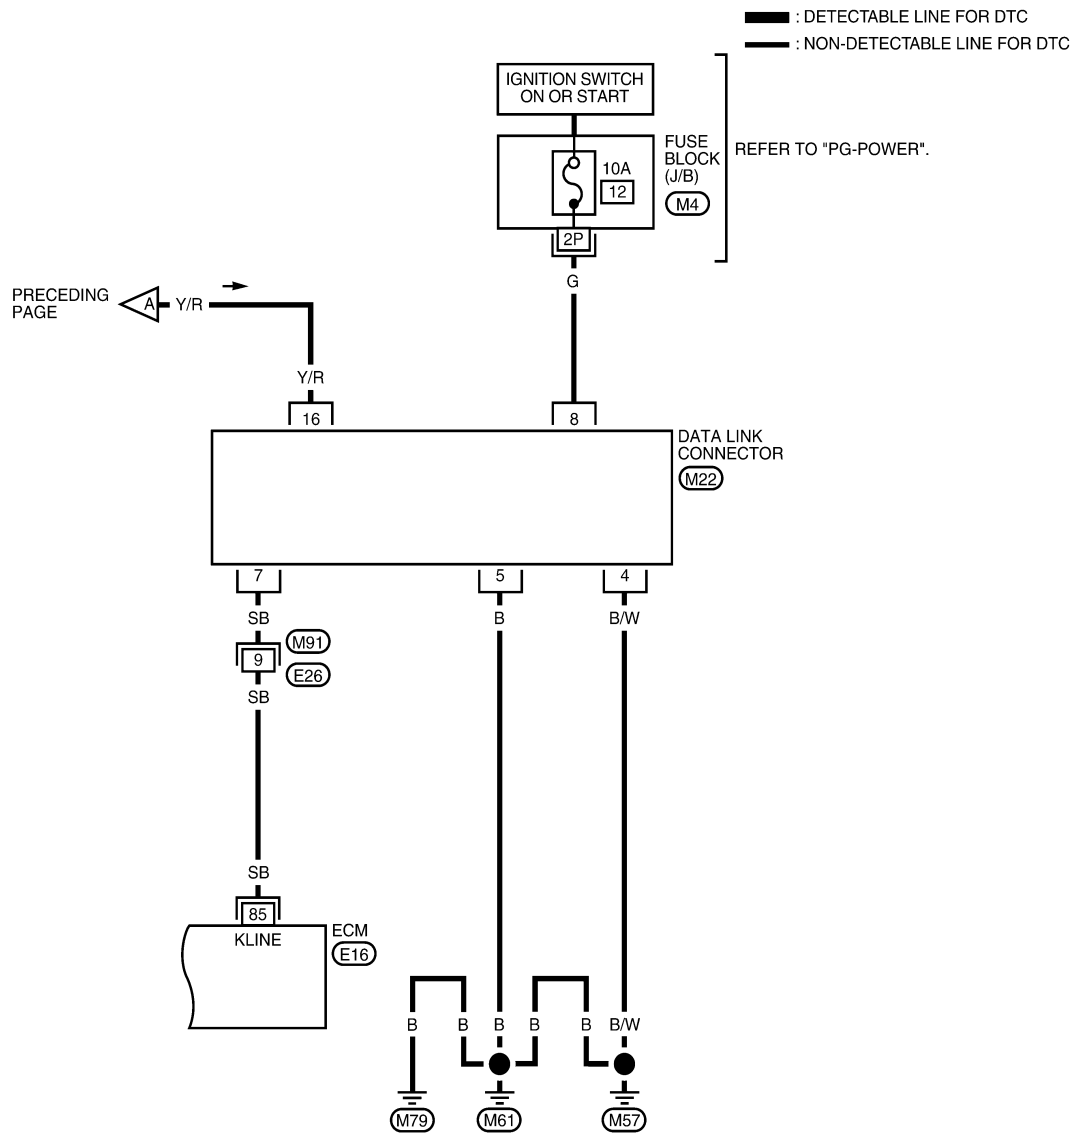 : DETECTABLE LINE FOR DTC
: NON-DETECTABLE LINE FOR DTC
IGNITION SWITCH
ON OR START
FUSE
BLOCK
(J/B)
M4
REFER TO "PG-POWER".
10A
12
2P
G
PRECEDING
PAGE
A
Y/R
Y/R
16
8
DATA LINK
CONNECTOR
M22
7
5
4
SB
B
B/W
M91
9
E26
SB
SB
85
KLINE
ECM
E16
B
B
B
B
B
B/W
M79
M61
M57